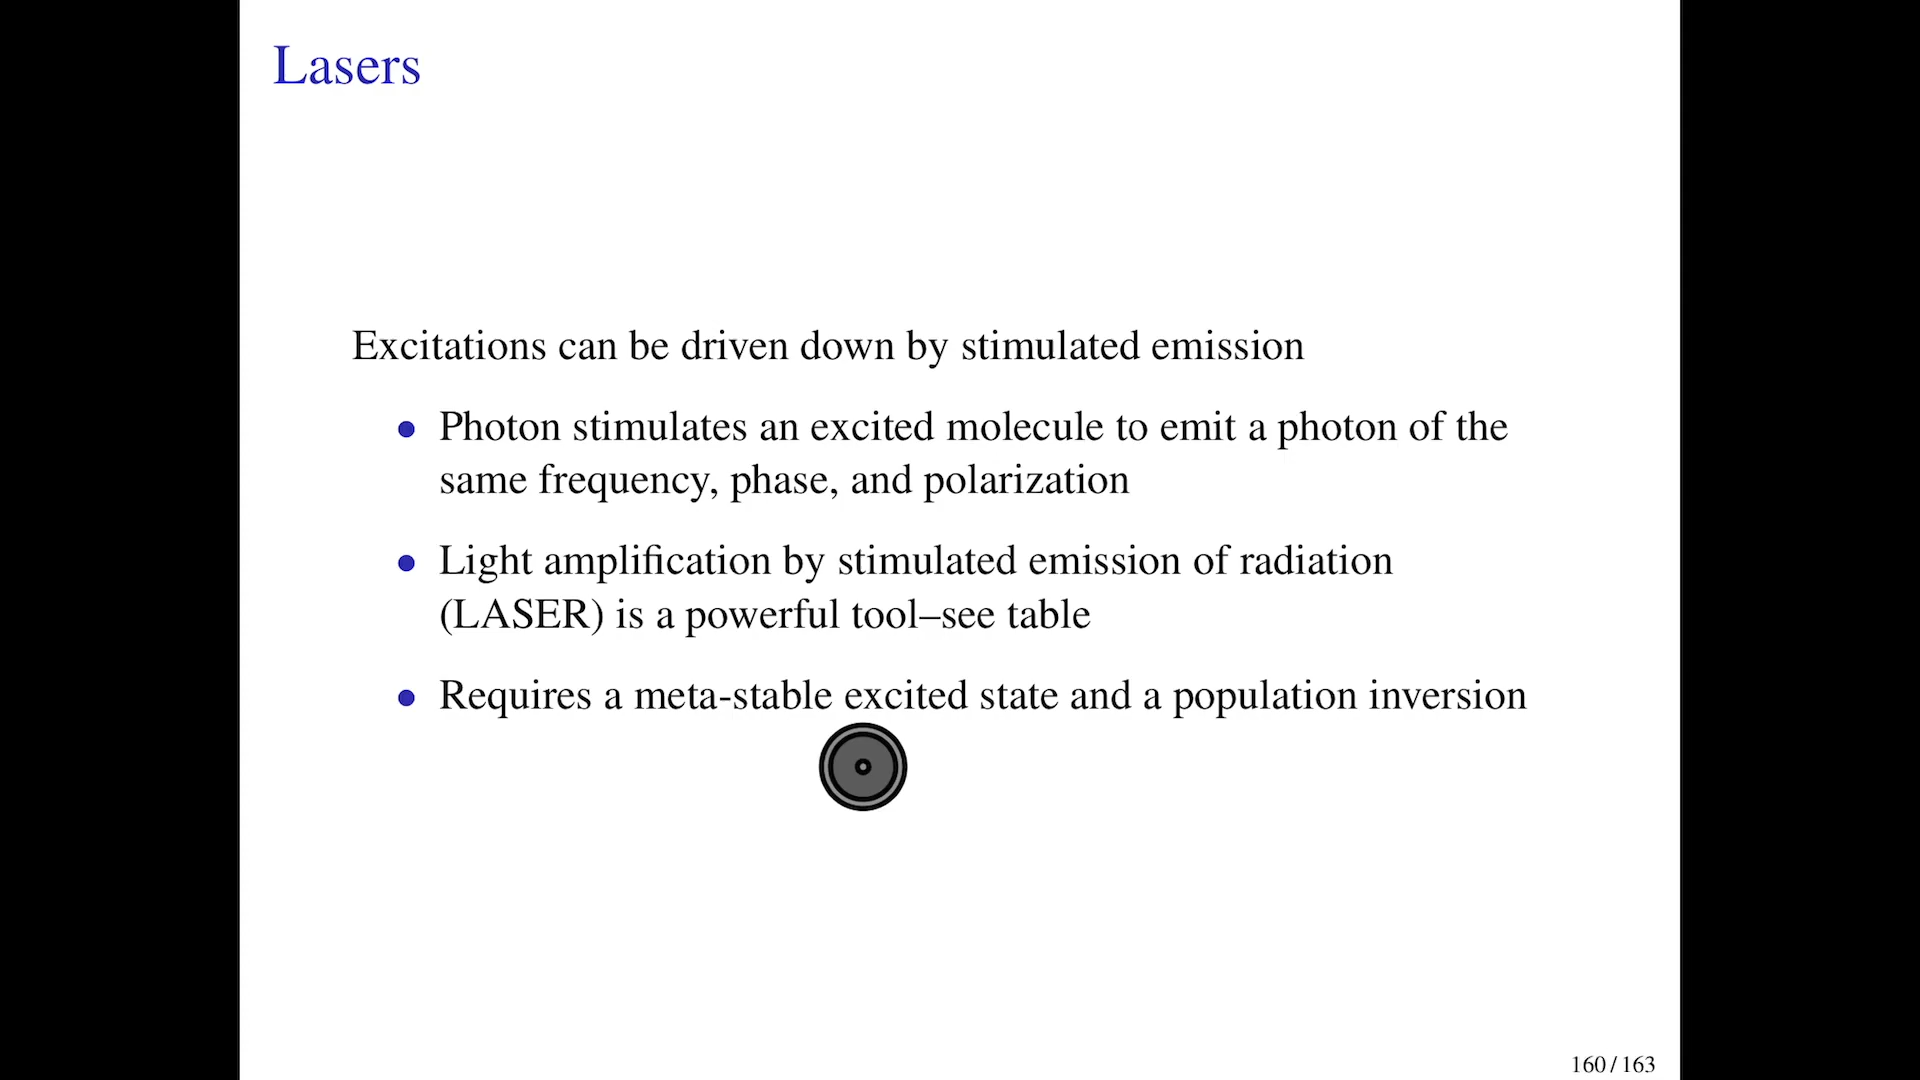 Lasers
Excitations can be driven down by stimulated emission
• Photon stimulates an excited molecule to emit a photon of the
same frequency, phase, and polarization
• Light amplification by stimulated emission of radiation
(LASER) is a powerful tool–see table
• Requires a meta-stable excited state and a population inversion
160 / 163